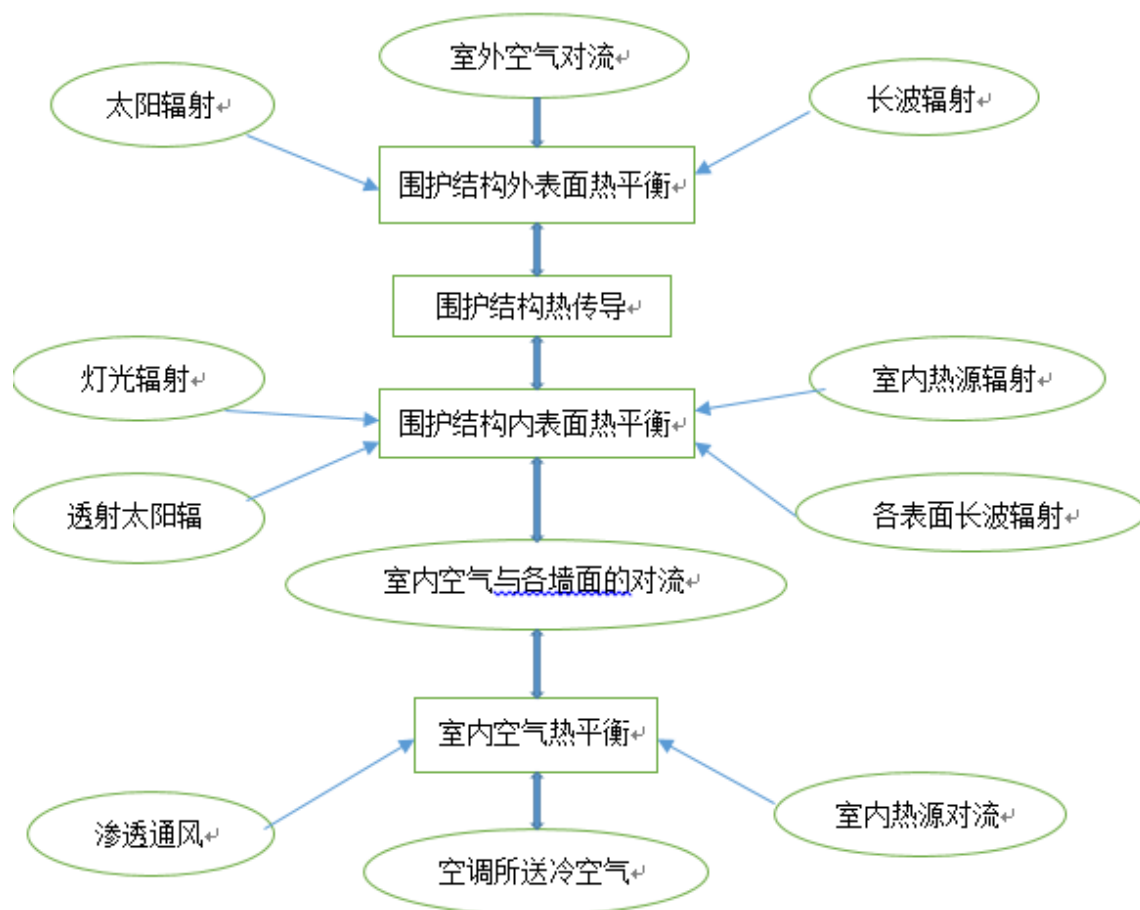 室外空气对流↵
太阳辐射↵
长波辐射↵
围护结构外表面热平衡↵
围护结构热传导↵
灯光辐射↵
室内热源辐射↵
围护结构内表面热平衡↵
透射太阳辐
各表面长波辐射↵
室内空气与各墙面的对流↵
室内空气热平衡↵
渗透通风↵
室内热源对流↵
空调所送冷空气↵